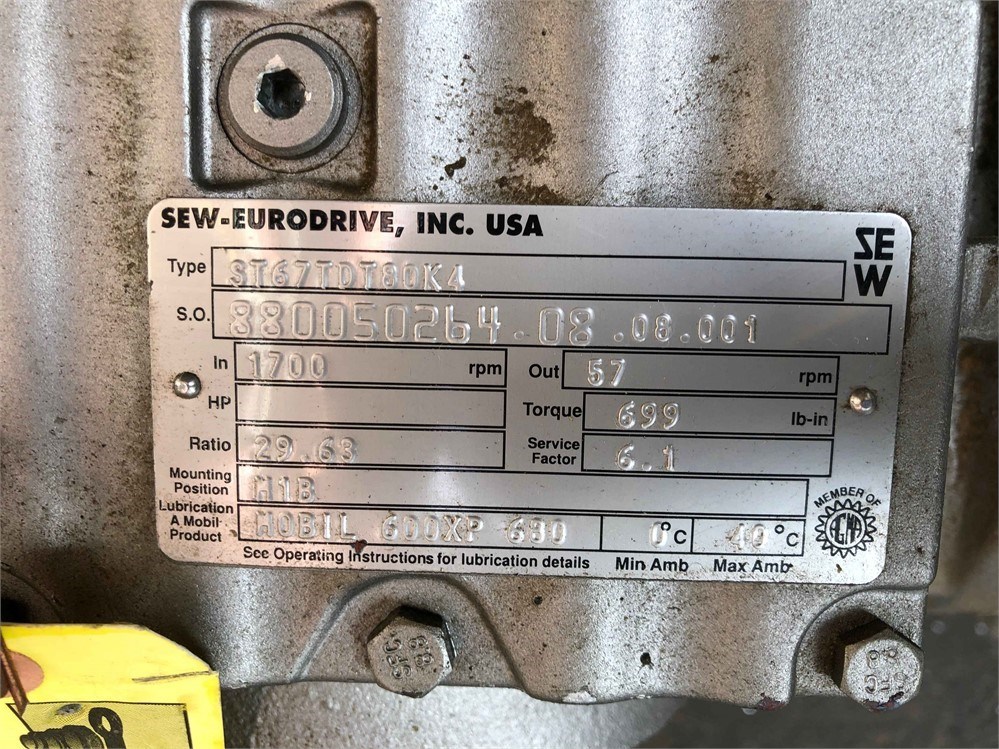 SEW-EURODRIVE, INC. USA
SE
W
Type ST67TDT80K4
S.O. 880050264.08.08.001
In 1700 rpm Out 57 rpm
HP Torque 699 lb-in
Ratio 29.63 Service Factor 6.1
Mounting Position M1B
Lubrication A Mobil Product MOBIL 600XP 680 0°C 40°C
See Operating Instructions for lubrication details Min Amb Max Amb
MEMBER OF
AGMA